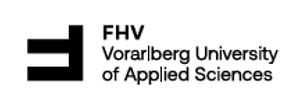 FHV
Vorarlberg University
of Applied Sciences